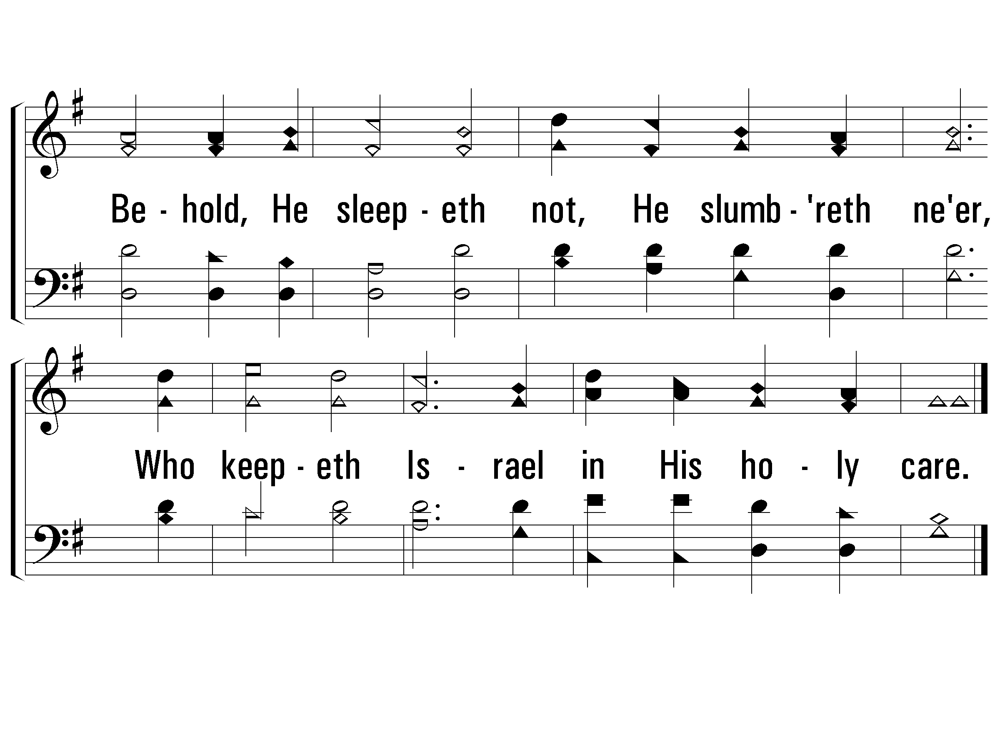 Be - hold, He sleep - eth not, He slumb - 'reth ne'er,
Who keep - eth Is - rael in His ho - ly care.